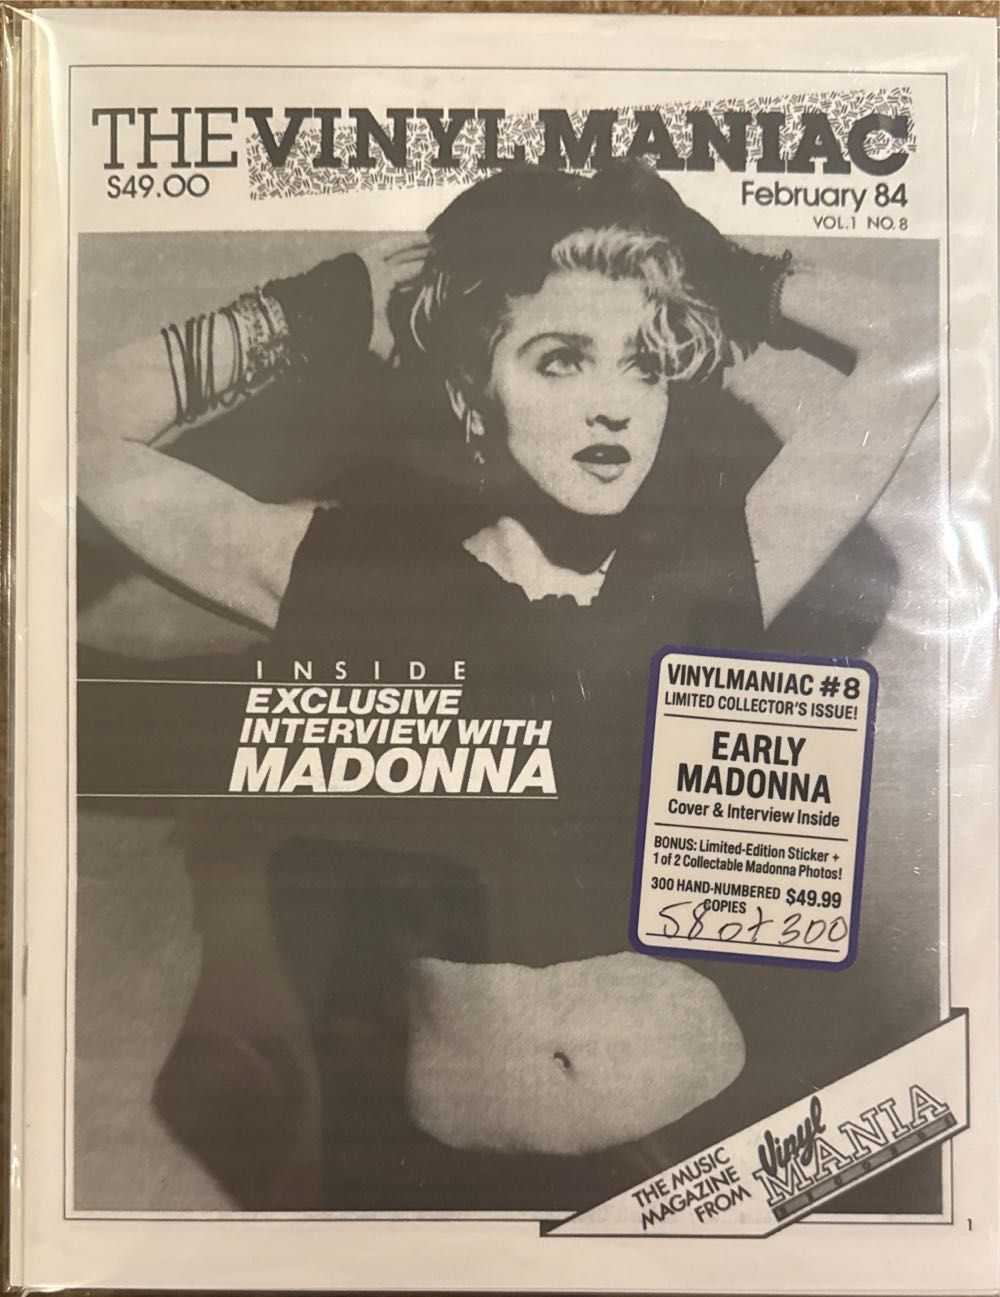 THE VINYLMANIAC
$49.00
February 84
VOL.1 NO.8
INSIDE
EXCLUSIVE
INTERVIEW WITH
MADONNA
VINYLMANIAC #8
LIMITED COLLECTOR'S ISSUE!
EARLY
MADONNA
Cover & Interview Inside
BONUS: Limited-Edition Sticker +
1 of 2 Collectable Madonna Photos!
300 HAND-NUMBERED $49.99
COPIES
58 of 300
THE MUSIC
MAGAZINE
FROM
Vinyl
MANIA
1